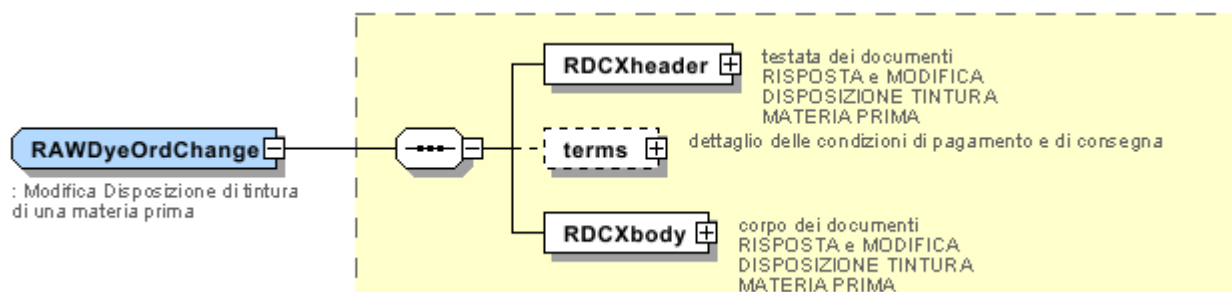 RDCXheader
testata dei documenti
RISPOSTA e MODIFICA
DISPOSIZIONE TINTURA
MATERIA PRIMA
RAWDyeOrdChange
: Modifica Disposizione di tintura
di una materia prima
terms
dettaglio delle condizioni di pagamento e di consegna
RDCXbody
corpo dei documenti
RISPOSTA e MODIFICA
DISPOSIZIONE TINTURA
MATERIA PRIMA